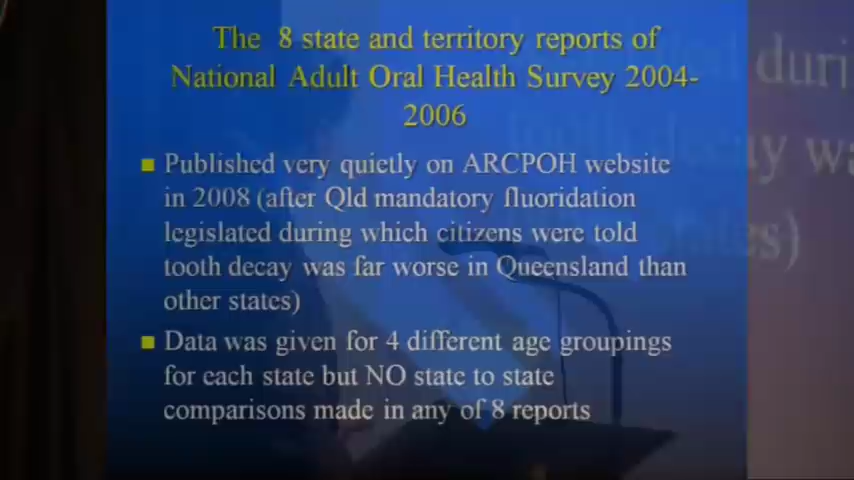 The 8 state and territory reports of
National Adult Oral Health Survey 2004-
2006
Published very quietly on ARCPOH website
in 2008 (after Qld mandatory fluoridation
legislated during which citizens were told
tooth decay was far worse in Queensland than
other states)
Data was given for 4 different age groupings
for each state but NO state to state
comparisons made in any of 8 reports